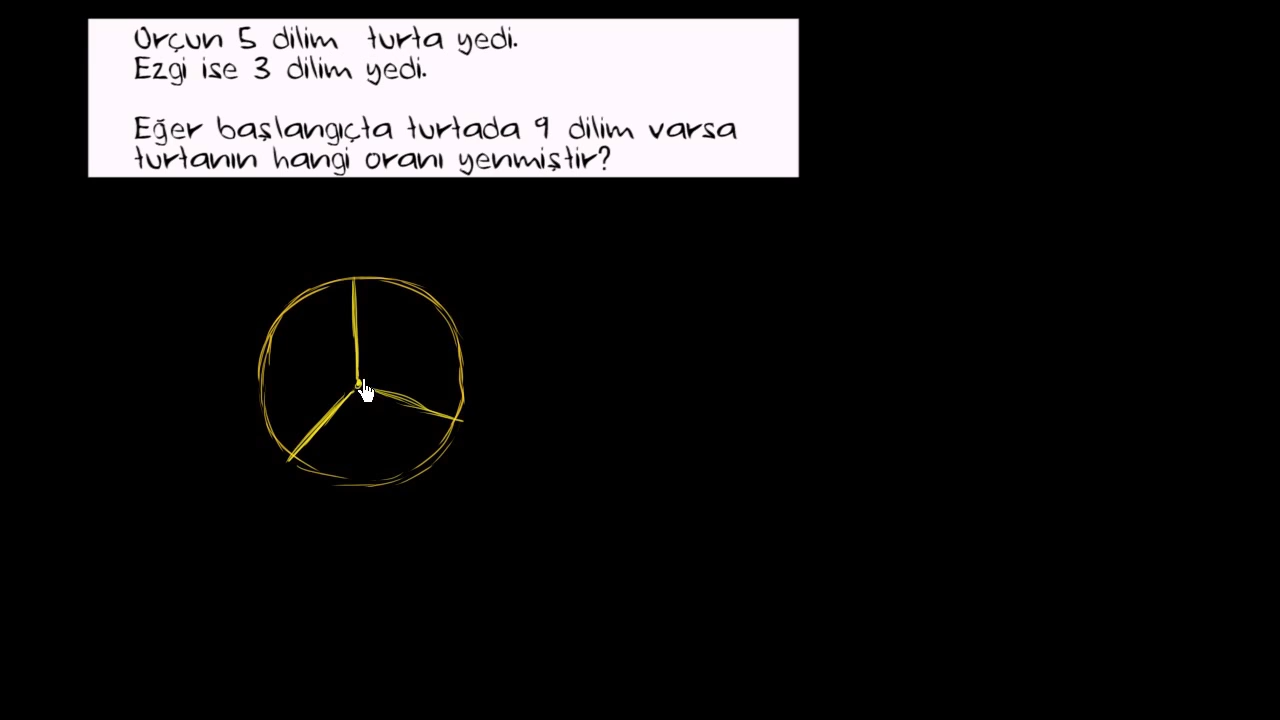 Orçun 5 dilim turta yedi.
Ezgi ise 3 dilim yedi.
Eğer başlangıçta turtada 9 dilim varsa
turtanın hangi oranı yenmiştir?